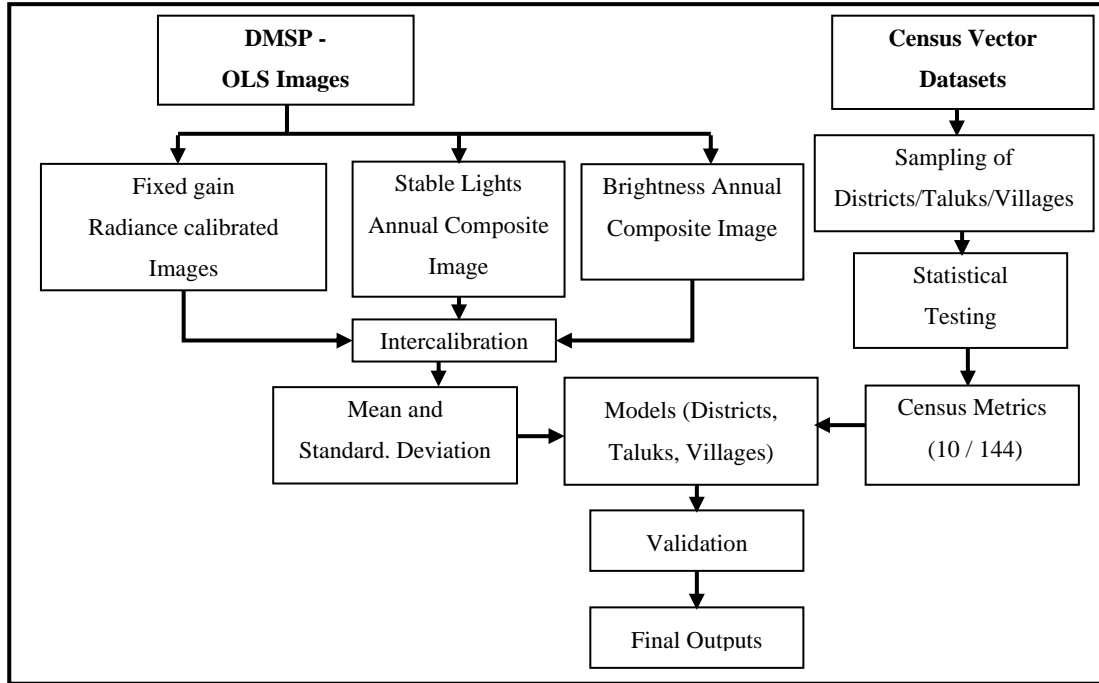 DMSP -
OLS Images
Census Vector
Datasets
Fixed gain
Radiance calibrated
Images
Stable Lights
Annual Composite
Image
Brightness Annual
Composite Image
Sampling of
Districts/Taluks/Villages
Statistical
Testing
Intercalibration
Mean and
Standard. Deviation
Models (Districts,
Taluks, Villages)
Census Metrics
(10 / 144)
Validation
Final Outputs